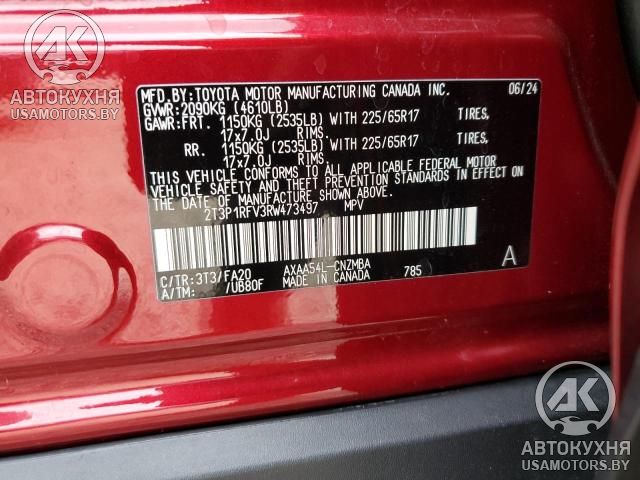 AK
АВТОКУХНЯ
USAMOTORS.BY
MFD.BY:TOYOTA MOTOR MANUFACTURING CANADA INC. 06/24
GVWR:2090KG (4610LB)
GAWR:FRT. 1150KG (2535LB) WITH 225/65R17 TIRES,
17x7.0J RIMS.
RR. 1150KG (2535LB) WITH 225/65R17 TIRES,
17x7.0J RIMS.
THIS VEHICLE CONFORMS TO ALL APPLICABLE FEDERAL MOTOR
VEHICLE SAFETY AND THEFT PREVENTION STANDARDS IN EFFECT ON
THE DATE OF MANUFACTURE SHOWN ABOVE.
2T3P1RFV3RW473497 MPV
C/TR:3T3/FA20 AXAA54L-CNZMBA 785 A
A/TM: /UB80F MADE IN CANADA
AK
АВТОКУХНЯ
USAMOTORS.BY